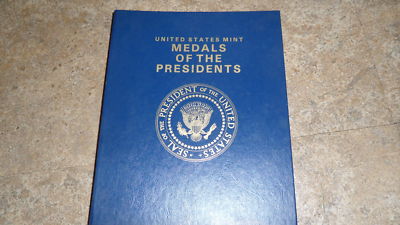 UNITED STATES MINT
MEDALS
OF THE
PRESIDENTS
SEAL OF THE PRESIDENT OF THE UNITED STATES